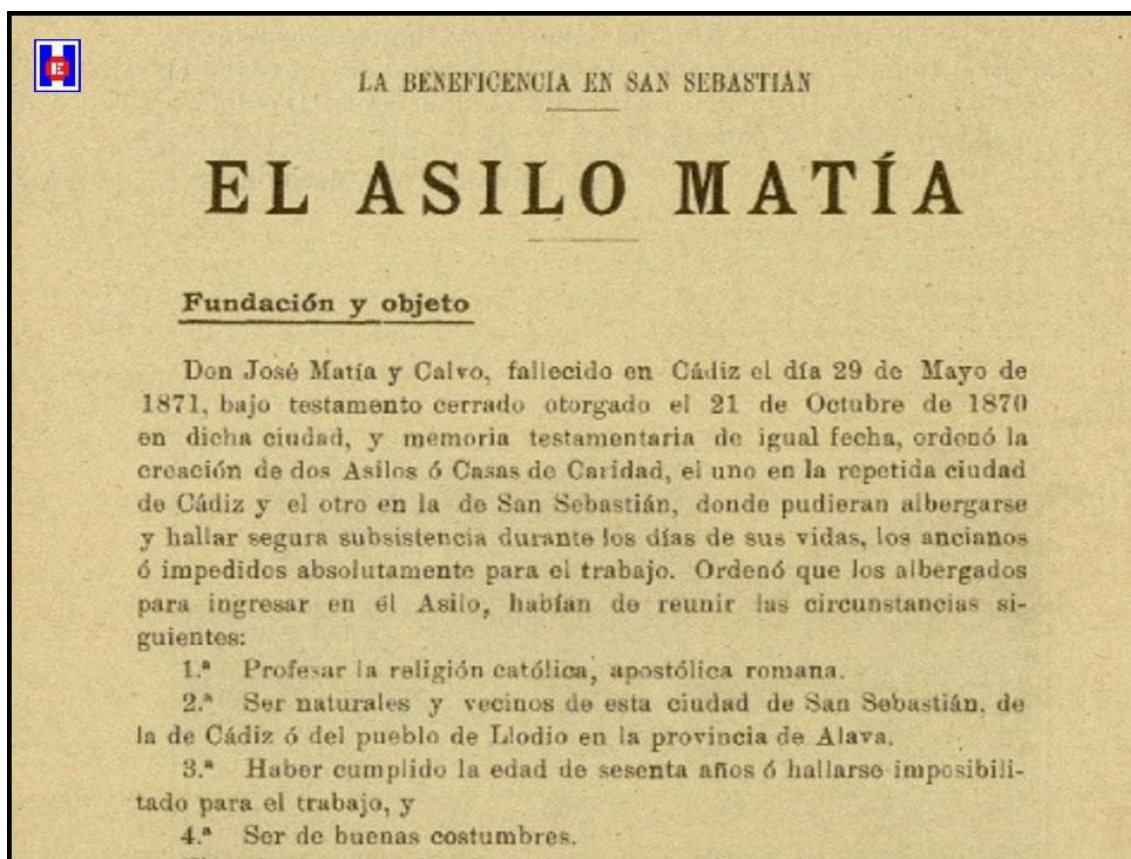 HE
LA BENEFICENCIA EN SAN SEBASTIÁN
EL ASILO MATÍA
Fundación y objeto
Don José Matía y Calvo, fallecido en Cádiz el día 29 de Mayo de
1871, bajo testamento cerrado otorgado el 21 de Octubre de 1870
en dicha ciudad, y memoria testamentaria de igual fecha, ordenó la
creación de dos Asilos ó Casas de Caridad, el uno en la repetida ciudad
de Cádiz y el otro en la de San Sebastián, donde pudieran albergarse
y hallar segura subsistencia durante los días de sus vidas, los ancianos
ó impedidos absolutamente para el trabajo. Ordenó que los albergados
para ingresar en él Asilo, habían de reunir las circunstancias si-
guientes:
1.ª Profesar la religión católica, apostólica romana.
2.ª Ser naturales y vecinos de esta ciudad de San Sebastián, de
la de Cádiz ó del pueblo de Llodio en la provincia de Alava.
3.ª Haber cumplido la edad de sesenta años ó hallarse imposibili-
tado para el trabajo, y
4.ª Ser de buenas costumbres.